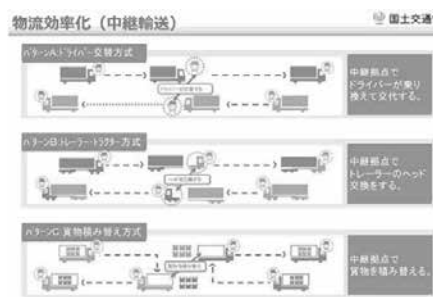 物流効率化（中継輸送）
国土交通
パターンA:ドライバー交替方式
中継拠点で
ドライバーが乗り
換えて交代する。
パターンB:トレーラー・トラクター方式
中継拠点で
トレーラーのヘッド
交換をする。
パターンC:貨物積み替え方式
中継拠点で
貨物を積み替える。